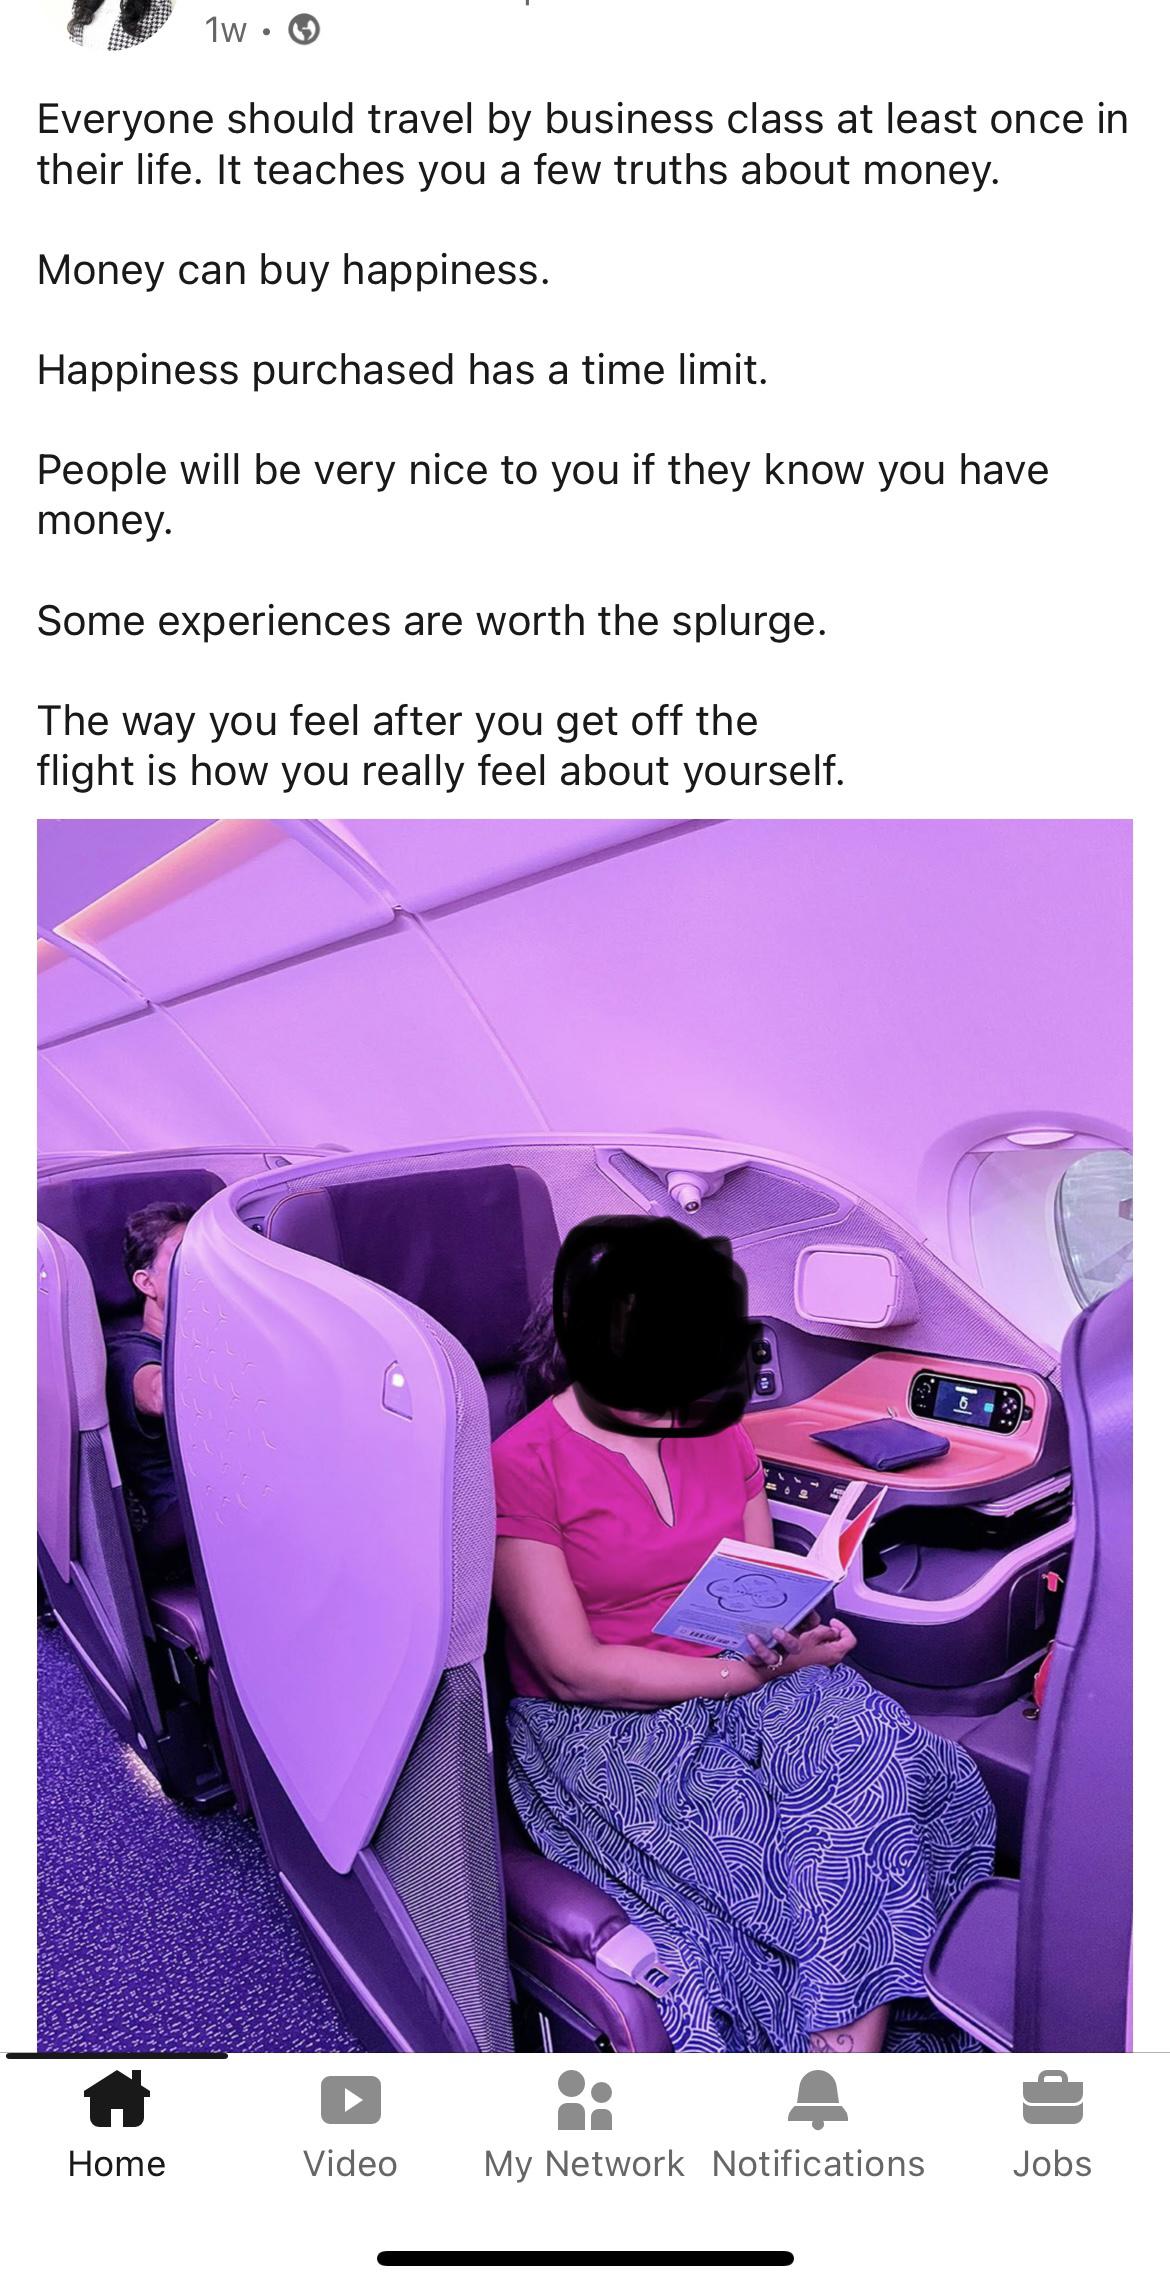 1w •
Everyone should travel by business class at least once in
their life. It teaches you a few truths about money.
Money can buy happiness.
Happiness purchased has a time limit.
People will be very nice to you if they know you have
money.
Some experiences are worth the splurge.
The way you feel after you get off the
flight is how you really feel about yourself.
Home
Video
My Network
Notifications
Jobs